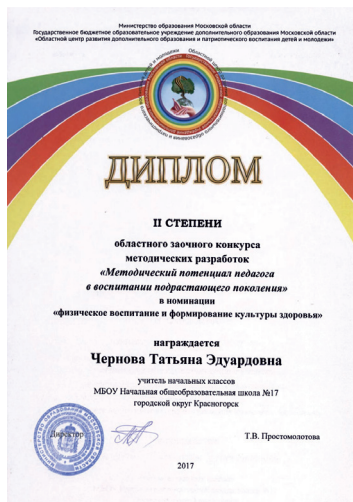 Министерство образования Московской области
Государственное бюджетное образовательное учреждение дополнительного образования Московской области
«Областной центр развития дополнительного образования и патриотического воспитания детей и молодежи»
ДИПЛОМ
II СТЕПЕНИ
областного заочного конкурса
методических разработок
«Методический потенциал педагога
в воспитании подрастающего поколения»
в номинации
«физическое воспитание и формирование культуры здоровья»
награждается
Чернова Татьяна Эдуардовна
учитель начальных классов
МБОУ Начальная общеобразовательная школа №17
городской округ Красногорск
Директор
Т.В. Простомолотова
2017